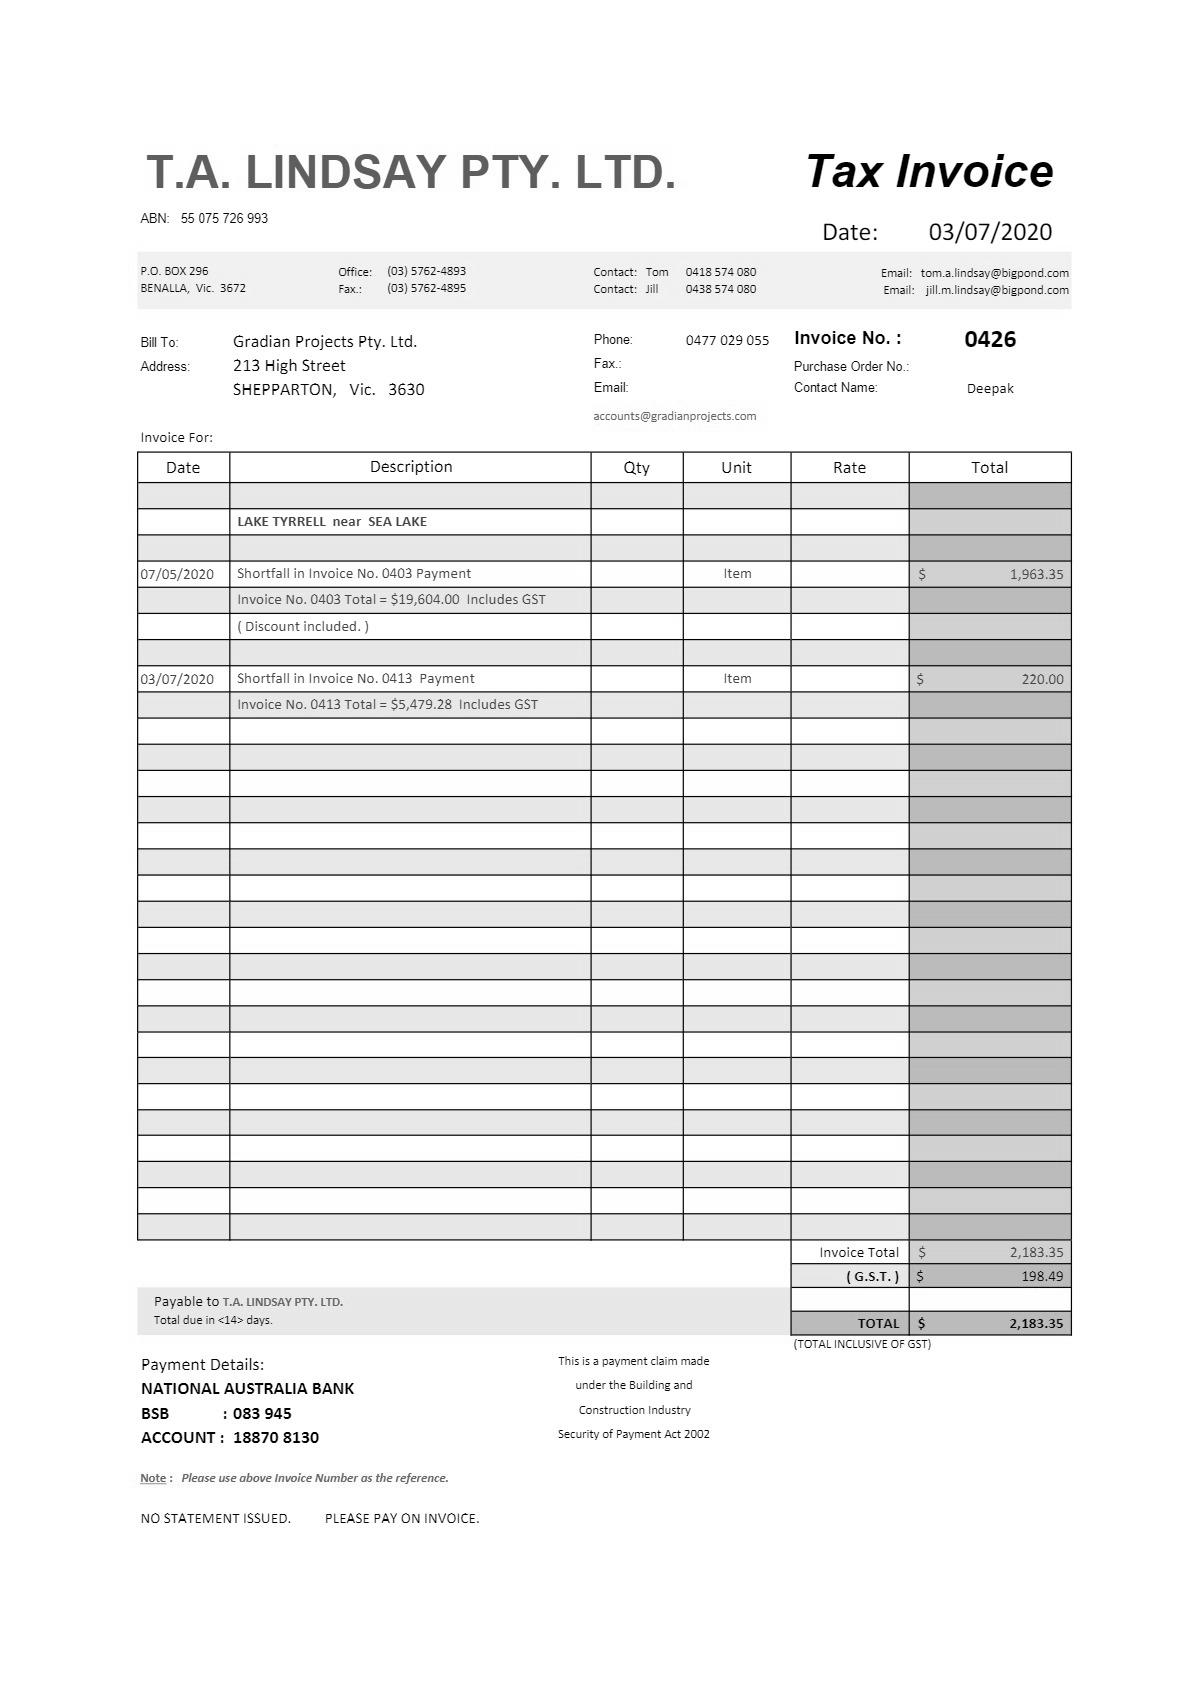 T.A. LINDSAY PTY. LTD. Tax Invoice
ABN: 55 075 726 993
Date: 03/07/2020
P.O. BOX 296 Office: (03) 5762-4893 Contact: Tom 0418 574 080 Email: tom.a.lindsay@bigpond.com
BENALLA, Vic. 3672 Fax.: (03) 5762-4895 Contact: Jill 0438 574 080 Email: jill.m.lindsay@bigpond.com
Bill To: Gradian Projects Pty. Ltd. Phone: 0477 029 055 Invoice No. : 0426
Address: 213 High Street Fax.: Purchase Order No.:
SHEPPARTON, Vic. 3630 Email: Contact Name: Deepak
accounts@gradianprojects.com
Invoice For:
Date Description Qty Unit Rate Total
LAKE TYRRELL near SEA LAKE
07/05/2020 Shortfall in Invoice No. 0403 Payment Item $ 1,963.35
Invoice No. 0403 Total = $19,604.00 Includes GST
( Discount included. )
03/07/2020 Shortfall in Invoice No. 0413 Payment Item $ 220.00
Invoice No. 0413 Total = $5,479.28 Includes GST
Invoice Total $ 2,183.35
( G.S.T. ) $ 198.49
Payable to T.A. LINDSAY PTY. LTD.
Total due in <14> days.
TOTAL $ 2,183.35
(TOTAL INCLUSIVE OF GST)
Payment Details: This is a payment claim made
NATIONAL AUSTRALIA BANK under the Building and
BSB : 083 945 Construction Industry
ACCOUNT : 18870 8130 Security of Payment Act 2002
Note : Please use above Invoice Number as the reference.
NO STATEMENT ISSUED. PLEASE PAY ON INVOICE.